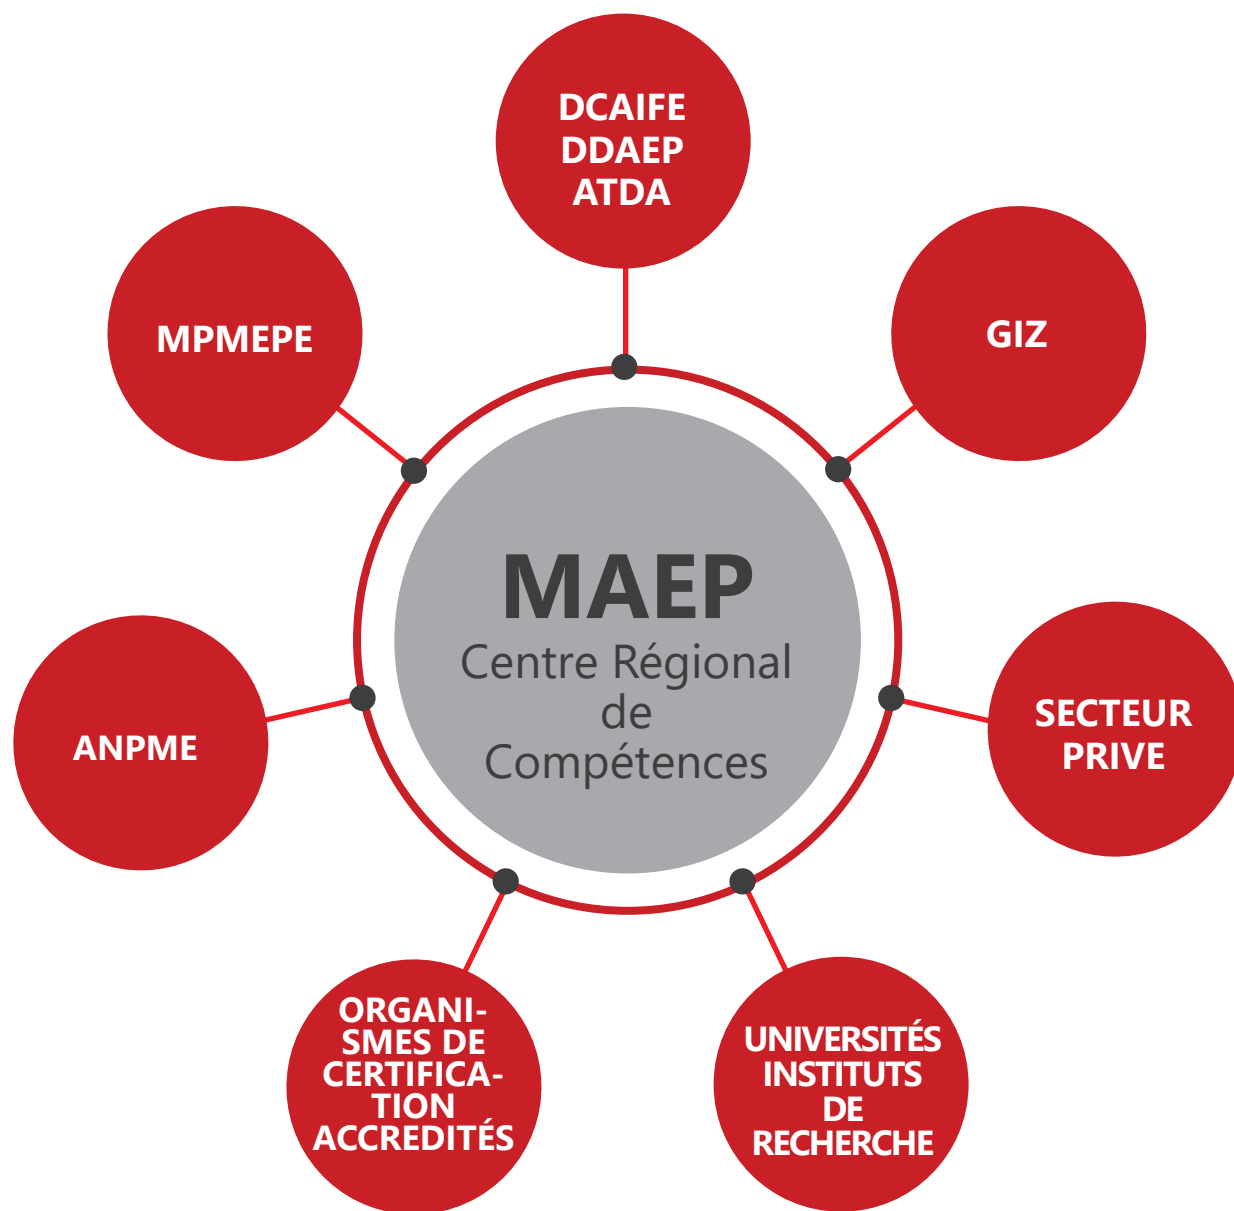 DCAIFE
DDAEP
ATDA
MPMEPE
GIZ
MAEP
Centre Régional
de
Compétences
ANPME
SECTEUR
PRIVE
ORGANI-
SMES DE
CERTIFICA-
TION
ACCREDITÉS
UNIVERSITÉS
INSTITUTS
DE
RECHERCHE